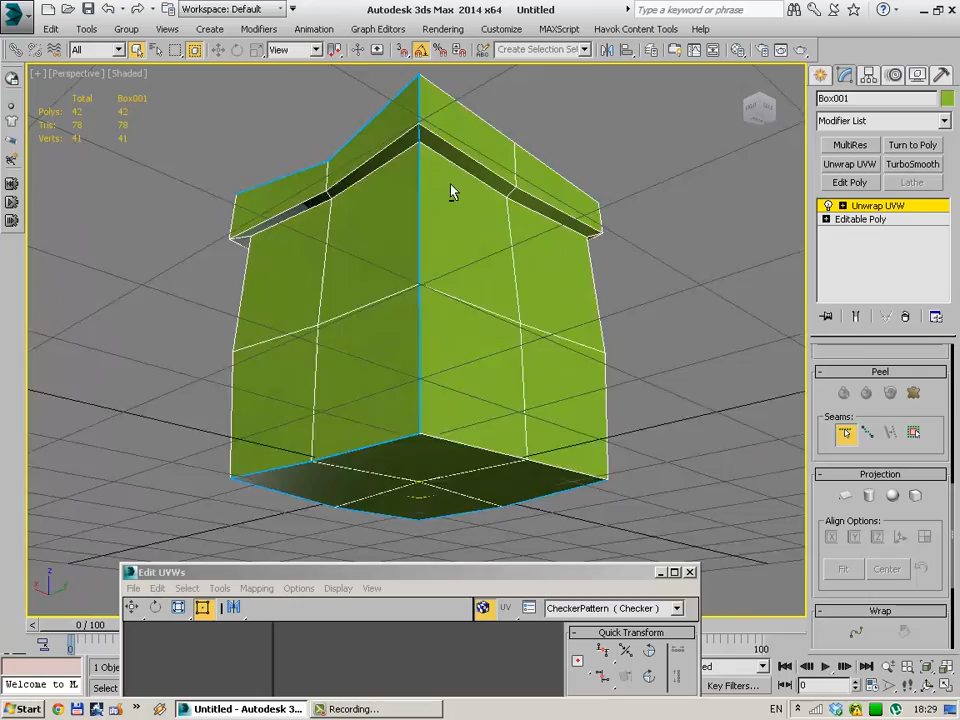 Workspace: Default
Autodesk 3ds Max 2014 x64 Untitled
Type a keyword or phrase
Edit Tools Group Views Create Modifiers Animation Graph Editors Rendering Customize MAXScript Havok Content Tools Help
All View Create Selection Se
[+] [Perspective] [Shaded]
Total Box001
Polys: 42 42
Tris: 78 78
Verts: 41 41
Box001
Modifier List
MultiRes Turn to Poly
Unwrap UVW TurboSmooth
Edit Poly Lathe
Unwrap UVW
Editable Poly
Peel
Seams:
Projection
Align Options:
X Y Z
Fit Center
Wrap
Edit UVWs
File Edit Select Tools Mapping Options Display View
UV CheckerPattern ( Checker )
Quick Transform
0 / 100
100
1 Obje
Welcome to M
Select
ed
Key Filters...
0
Start
Untitled - Autodesk 3...
Recording...
EN
18:29